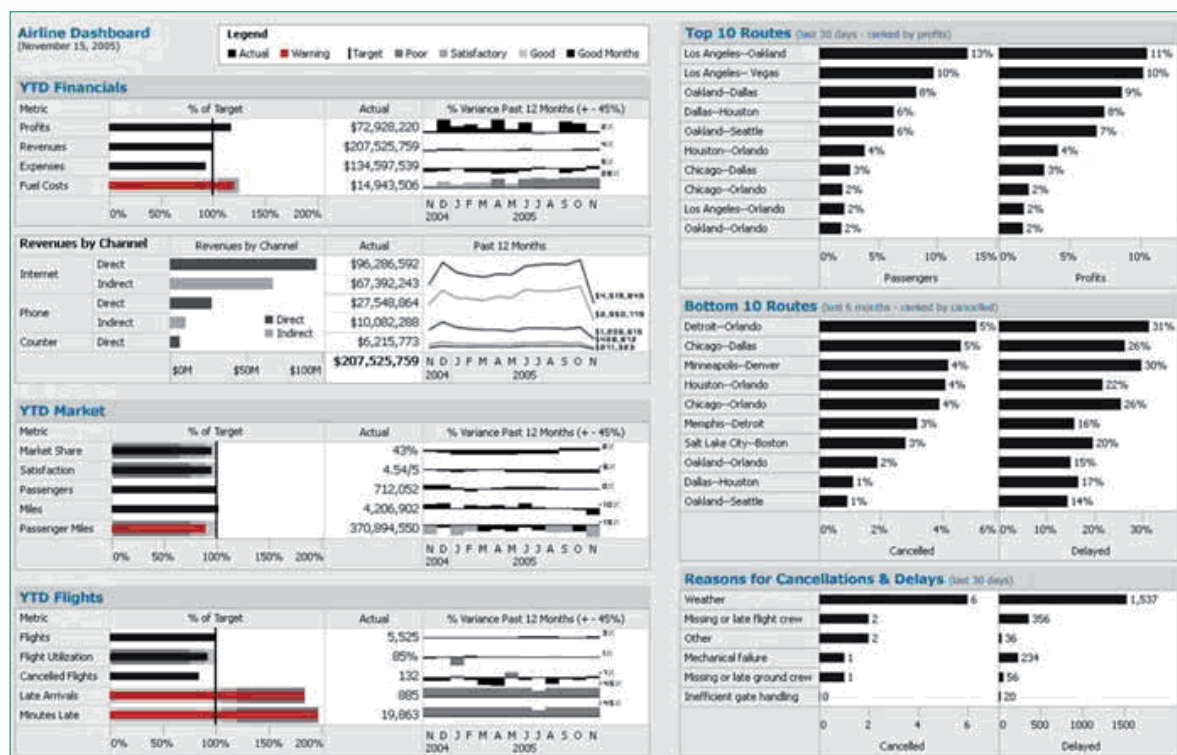 Airline Dashboard
(November 15, 2005)
Legend
Actual Warning Target Poor Satisfactory Good Good Months
YTD Financials
Metric % of Target Actual % Variance Past 12 Months (+ - 45%)
Profits $72,928,220
Revenues $207,525,759
Expenses $134,597,539
Fuel Costs $14,943,506
0% 50% 100% 150% 200% N D J F M A M J J A S O N
2004 2005
Revenues by Channel Revenues by Channel Actual Past 12 Months
Internet Direct $96,286,592
Indirect $67,392,243
Phone Direct $27,548,864
Indirect $10,082,288
Counter Direct $6,215,773
Direct
Indirect
$207,525,759
$0M $50M $100M N D J F M A M J J A S O N
2004 2005
YTD Market
Metric % of Target Actual % Variance Past 12 Months (+ - 45%)
Market Share 43%
Satisfaction 4.54/5
Passengers 712,052
Miles 4,206,902
Passenger Miles 370,894,550
0% 50% 100% 150% 200% N D J F M A M J J A S O N
2004 2005
YTD Flights
Metric % of Target Actual % Variance Past 12 Months (+ - 45%)
Flights 5,525
Flight Utilization 85%
Cancelled Flights 132
Late Arrivals 885
Minutes Late 19,863
0% 50% 100% 150% 200% N D J F M A M J J A S O N
2004 2005
Top 10 Routes (last 30 days - ranked by profits)
Los Angeles--Oakland 13% 11%
Los Angeles-- Vegas 10% 10%
Oakland--Dallas 8% 9%
Dallas--Houston 6% 8%
Oakland--Seattle 6% 7%
Houston--Orlando 4% 4%
Chicago--Dallas 3% 3%
Chicago--Orlando 2% 2%
Los Angeles--Orlando 2% 2%
Oakland--Orlando 2% 2%
0% 5% 10% 15% 0% 5% 10%
Passengers Profits
Bottom 10 Routes (last 6 months - ranked by cancelled)
Detroit--Orlando 5% 31%
Chicago--Dallas 5% 26%
Minneapolis--Denver 4% 30%
Houston--Orlando 4% 22%
Chicago--Orlando 4% 26%
Memphis--Detroit 3% 16%
Salt Lake City--Boston 3% 20%
Oakland--Orlando 2% 15%
Dallas--Houston 1% 17%
Oakland--Seattle 1% 14%
0% 2% 4% 6% 0% 10% 20% 30%
Cancelled Delayed
Reasons for Cancellations & Delays (last 30 days)
Weather 6 1,537
Missing or late flight crew 2 356
Other 2 36
Mechanical failure 1 234
Missing or late ground crew 1 56
Inefficient gate handling 0 20
0 2 4 6 0 500 1000 1500
Cancelled Delayed